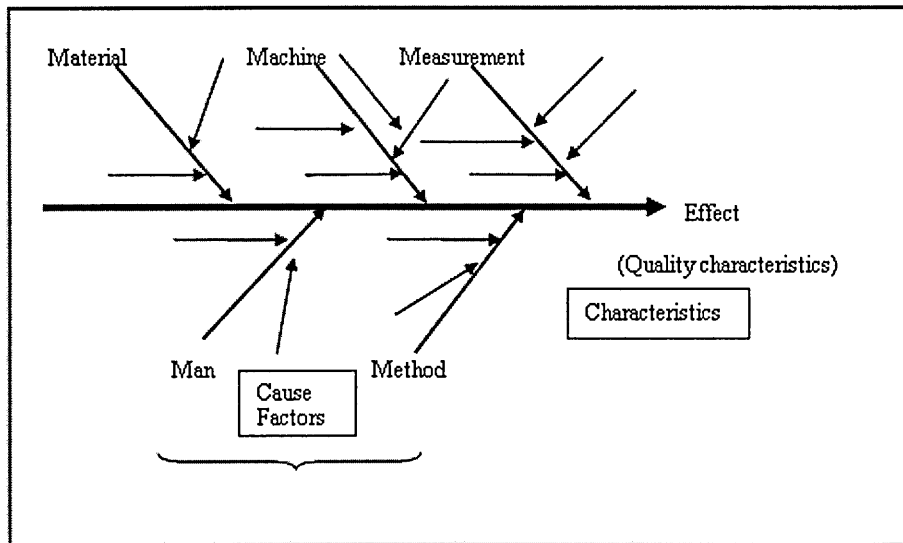 Material
Machine
Measurement
Effect
(Quality characteristics)
Characteristics
Man
Method
Cause
Factors